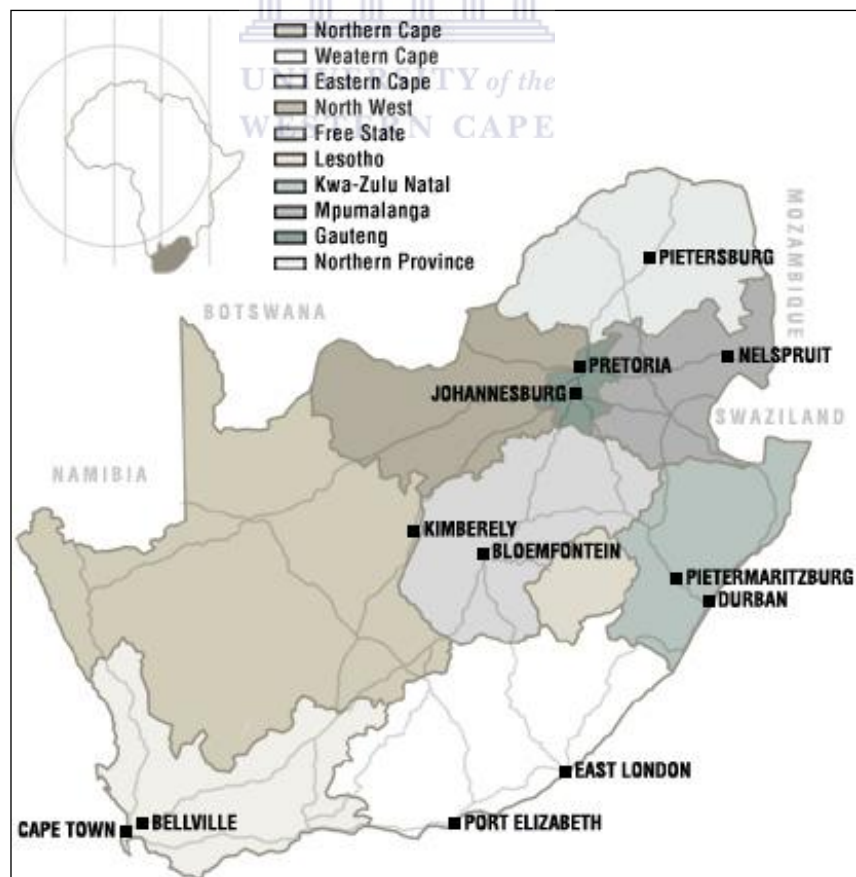 Northern Cape
Weatern Cape
UNIVERSITY of the
Eastern Cape
North West
WESTERN CAPE
Free State
Lesotho
Kwa-Zulu Natal
Mpumalanga
Gauteng
Northern Province
MOZAMBIQUE
PIETERSBURG
BOTSWANA
PRETORIA
NELSPRUIT
JOHANNESBURG
SWAZILAND
NAMIBIA
KIMBERELY
BLOEMFONTEIN
PIETERMARITZBURG
DURBAN
EAST LONDON
CAPE TOWN
BELLVILLE
PORT ELIZABETH